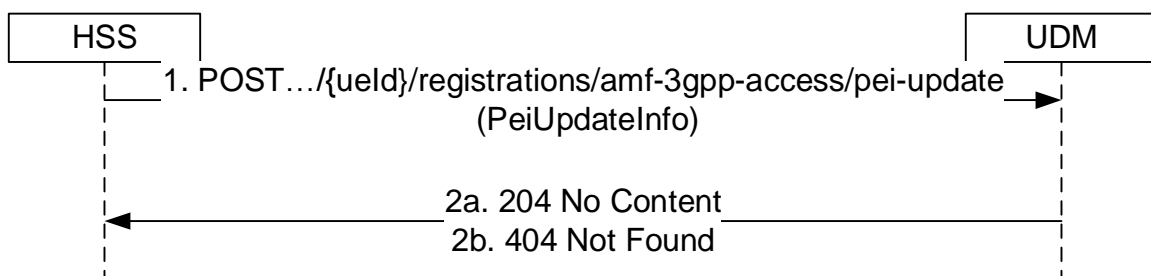 HSS
UDM
1. POST…/{ueId}/registrations/amf-3gpp-access/pei-update
(PeiUpdateInfo)
2a. 204 No Content
2b. 404 Not Found